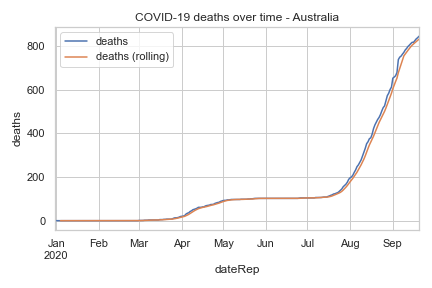 COVID-19 deaths over time - Australia
deaths
deaths (rolling)
800
600
400
200
0
deaths
Jan Feb Mar Apr May Jun Jul Aug Sep
2020
dateRep